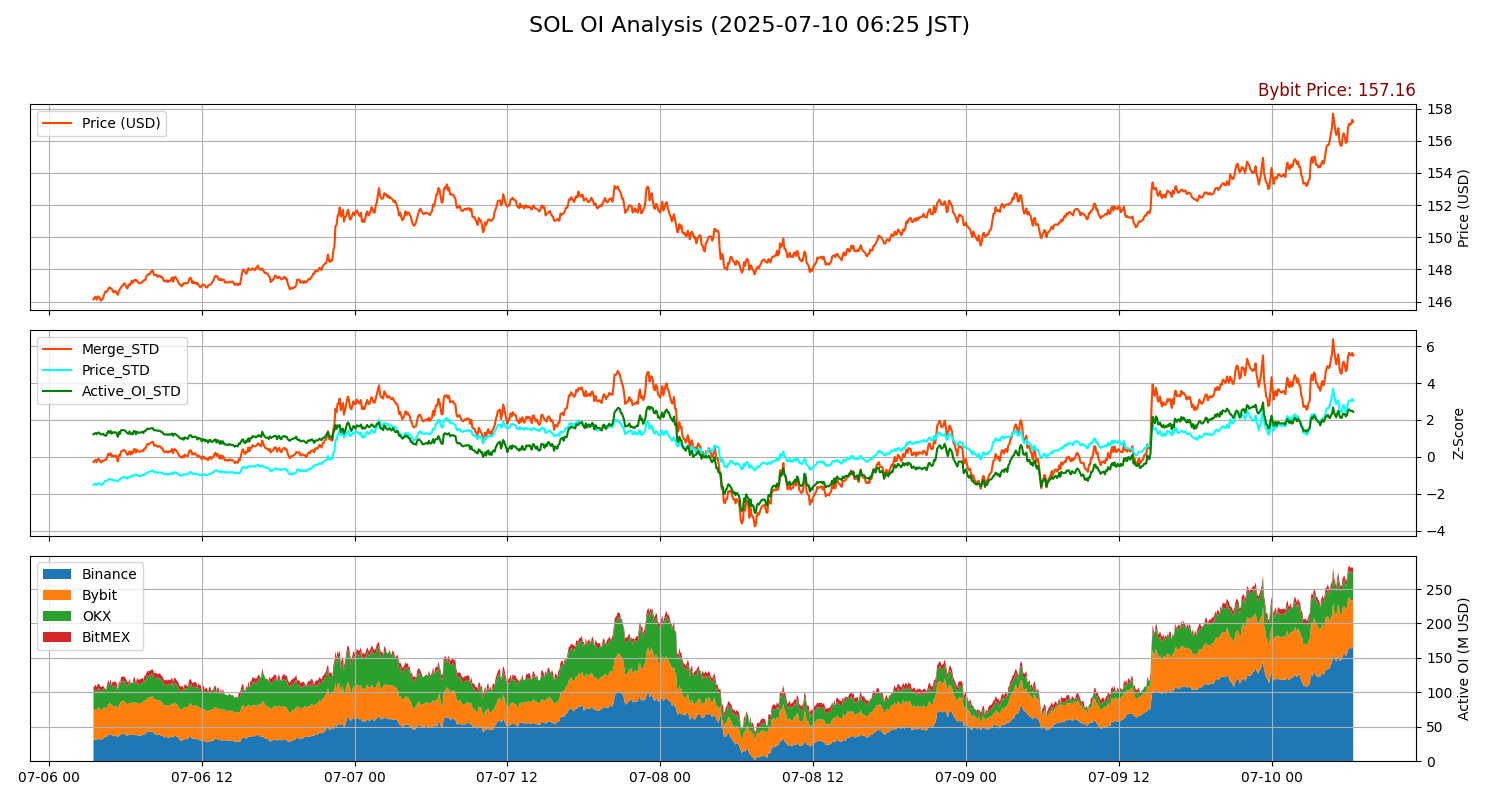 SOL OI Analysis (2025-07-10 06:25 JST)
Bybit Price: 157.16
Price (USD)
158
156
154
152
150
148
146
Price (USD)
Merge_STD
Price_STD
Active_OI_STD
6
4
2
0
−2
−4
Z-Score
Binance
Bybit
OKX
BitMEX
250
200
150
100
50
0
Active OI (M USD)
07-06 00
07-06 12
07-07 00
07-07 12
07-08 00
07-08 12
07-09 00
07-09 12
07-10 00